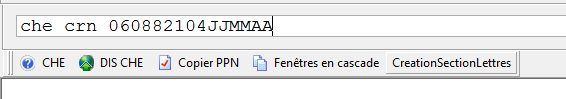 che crn 060882104JJMMAA
CHE DIS CHE Copier PPN Fenêtres en cascade CreationSectionLettres